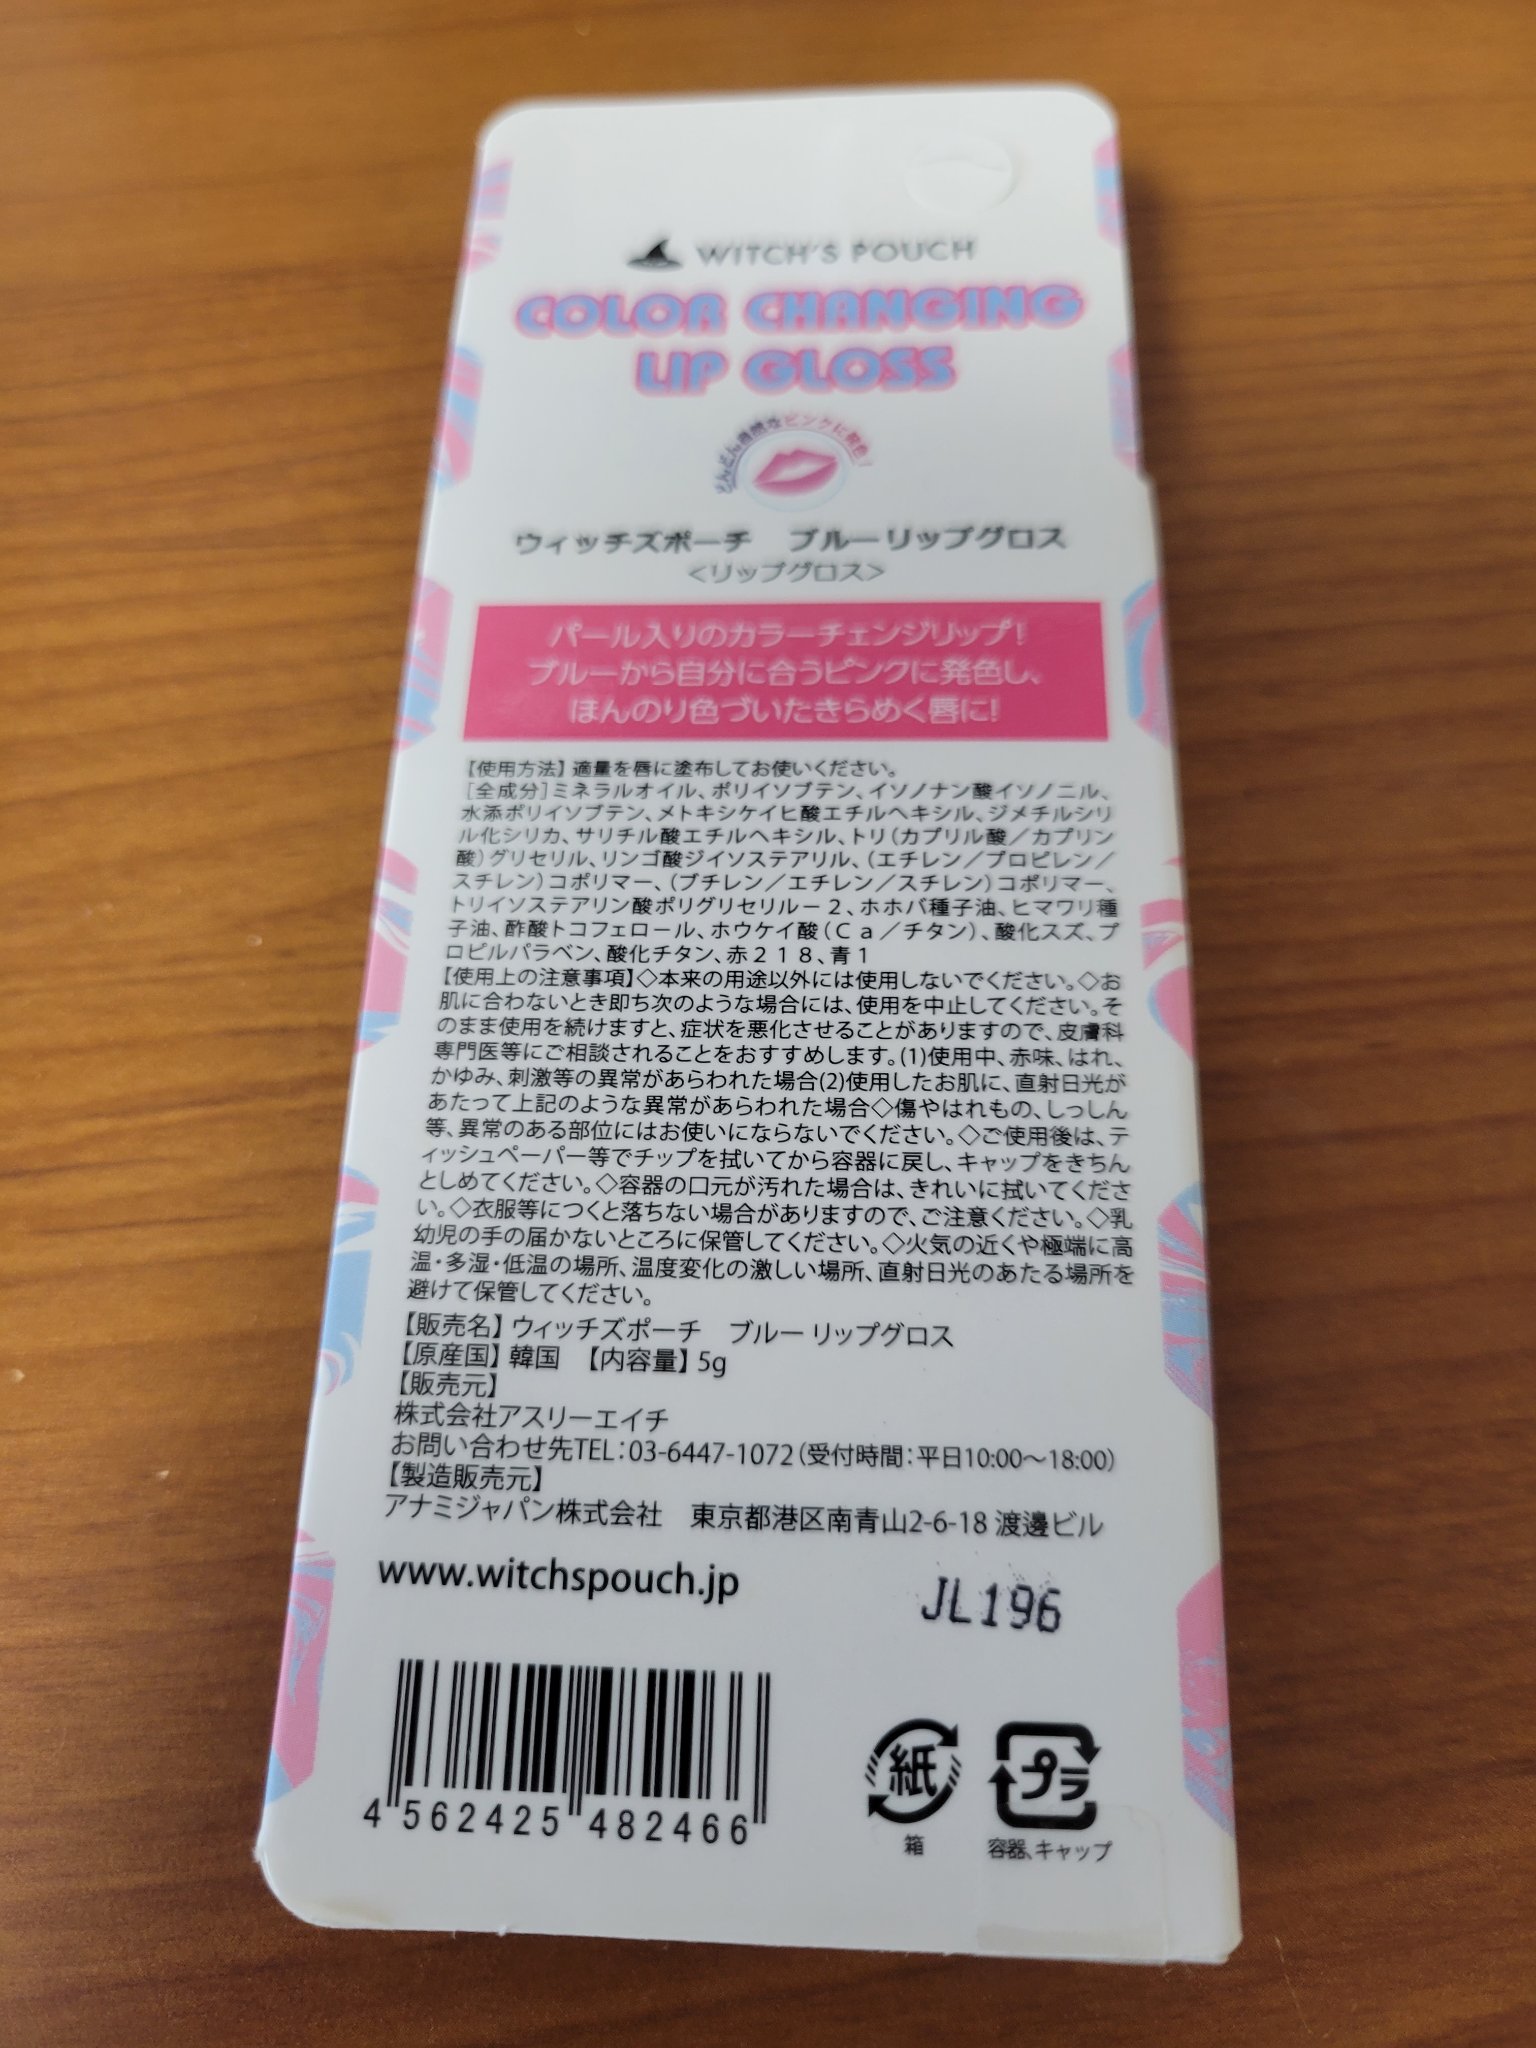 WITCH'S POUCH
COLOR CHANGING
LIP GLOSS
どんどん自然なピンクに発色!
ウィッチズポーチ　ブルーリップグロス
<リップグロス>
パール入りのカラーチェンジリップ!
ブルーから自分に合うピンクに発色し、
ほんのり色づいたきらめく唇に!
【使用方法】適量を唇に塗布してお使いください。
[全成分]ミネラルオイル、ポリイソブテン、イソノナン酸イソノニル、
水添ポリイソブテン、メトキシケイヒ酸エチルヘキシル、ジメチルシリ
ル化シリカ、サリチル酸エチルヘキシル、トリ(カプリル酸／カプリン
酸)グリセリル、リンゴ酸ジイソステアリル、(エチレン／プロピレン／
スチレン)コポリマー、(ブチレン／エチレン／スチレン)コポリマー、
トリイソステアリン酸ポリグリセリル－２、ホホバ種子油、ヒマワリ種
子油、酢酸トコフェロール、ホウケイ酸(Ｃａ／チタン)、酸化スズ、プ
ロピルパラベン、酸化チタン、赤２１８、青１
【使用上の注意事項】◇本来の用途以外には使用しないでください。◇お
肌に合わないとき即ち次のような場合には、使用を中止してください。そ
のまま使用を続けますと、症状を悪化させることがありますので、皮膚科
専門医等にご相談されることをおすすめします。(1)使用中、赤味、はれ、
かゆみ、刺激等の異常があらわれた場合(2)使用したお肌に、直射日光が
あたって上記のような異常があらわれた場合◇傷やはれもの、しっしん
等、異常のある部位にはお使いにならないでください。◇ご使用後は、テ
ィッシュペーパー等でチップを拭いてから容器に戻し、キャップをきちん
としめてください。◇容器の口元が汚れた場合は、きれいに拭いてくださ
い。◇衣服等につくと落ちない場合がありますので、ご注意ください。◇乳
幼児の手の届かないところに保管してください。◇火気の近くや極端に高
温・多湿・低温の場所、温度変化の激しい場所、直射日光のあたる場所を
避けて保管してください。
【販売名】ウィッチズポーチ　ブルー リップグロス
【原産国】韓国　【内容量】5g
【販売元】
株式会社アスリーエイチ
お問い合わせ先TEL：03-6447-1072（受付時間：平日10:00～18:00）
【製造販売元】
アナミジャパン株式会社　東京都港区南青山2-6-18 渡邊ビル
www.witchspouch.jp
JL196
4 562425 482466
紙
箱
プラ
容器、キャップ